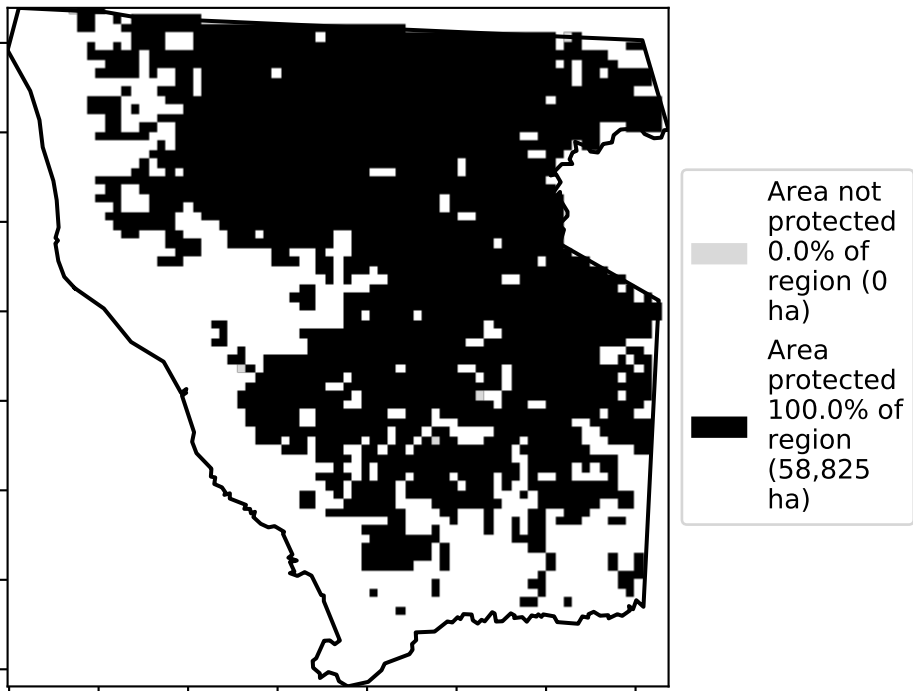 Area not
protected
0.0% of
region (0
ha)
Area
protected
100.0% of
region
(58,825
ha)